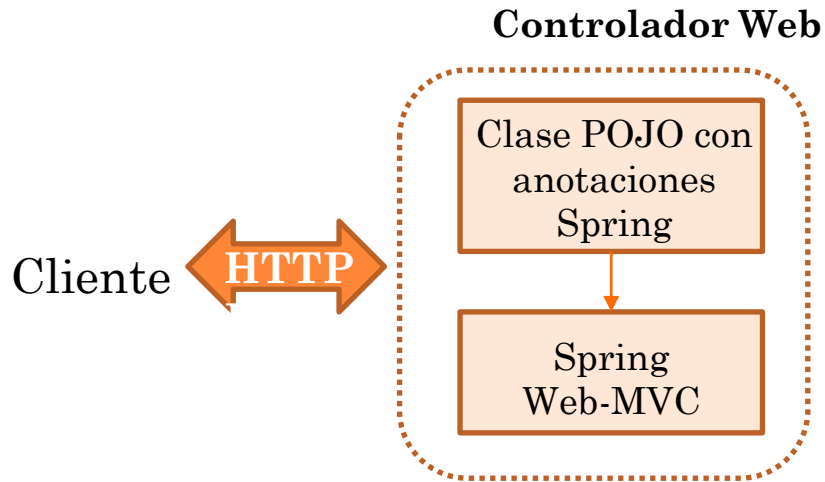 Controlador Web
Clase POJO con
anotaciones
Spring
Cliente
HTTP
Spring
Web-MVC